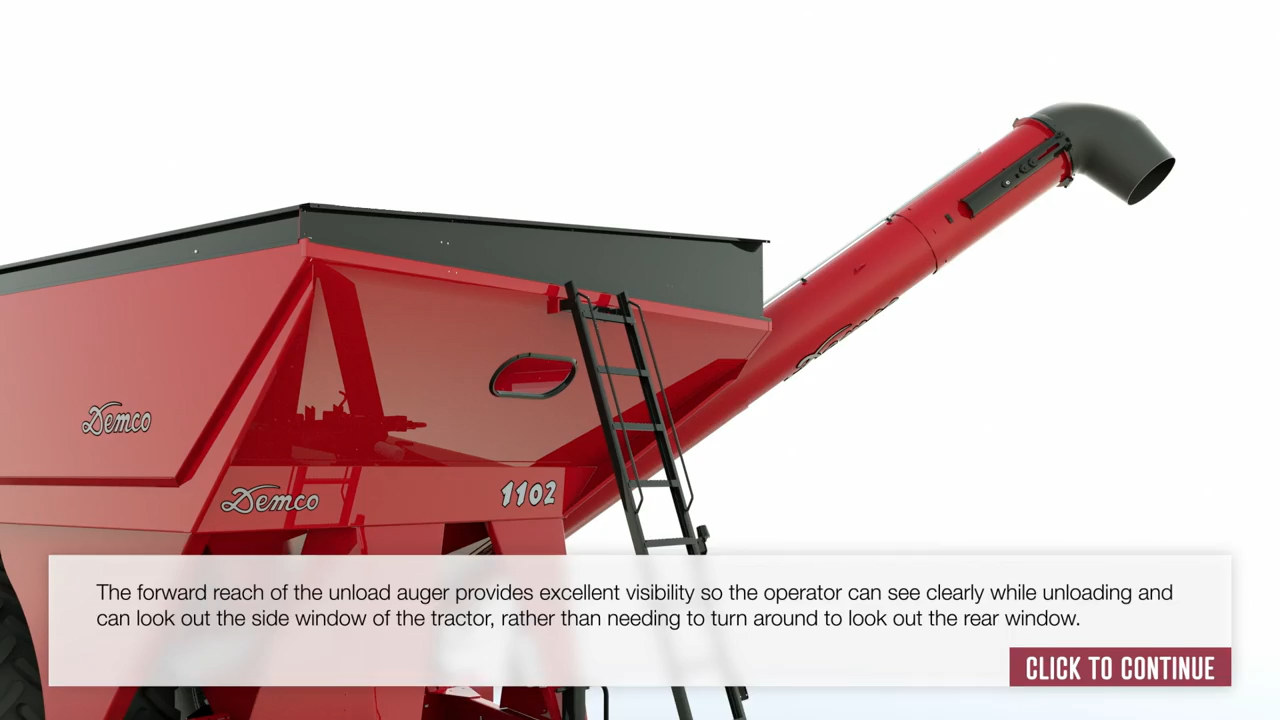 Demco
Demco
Demco
1102
The forward reach of the unload auger provides excellent visibility so the operator can see clearly while unloading and
can look out the side window of the tractor, rather than needing to turn around to look out the rear window.
CLICK TO CONTINUE